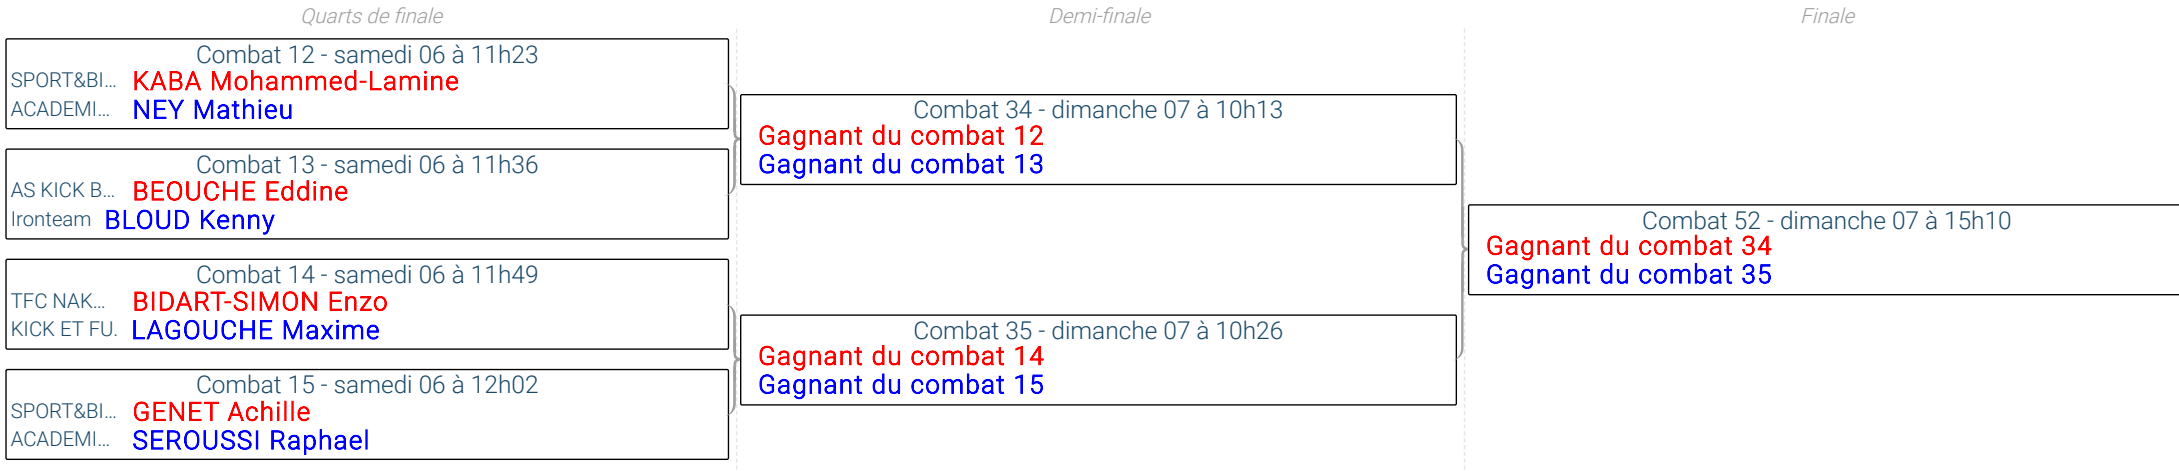 Quarts de finale
Demi-finale
Finale
Combat 12 - samedi 06 à 11h23
SPORT&BI... KABA Mohammed-Lamine
ACADEMI... NEY Mathieu
Combat 13 - samedi 06 à 11h36
AS KICK B... BEOUCHE Eddine
Ironteam BLOUD Kenny
Combat 14 - samedi 06 à 11h49
TFC NAK... BIDART-SIMON Enzo
KICK ET FU. LAGOUCHE Maxime
Combat 15 - samedi 06 à 12h02
SPORT&BI... GENET Achille
ACADEMI... SEROUSSI Raphael
Combat 34 - dimanche 07 à 10h13
Gagnant du combat 12
Gagnant du combat 13
Combat 35 - dimanche 07 à 10h26
Gagnant du combat 14
Gagnant du combat 15
Combat 52 - dimanche 07 à 15h10
Gagnant du combat 34
Gagnant du combat 35